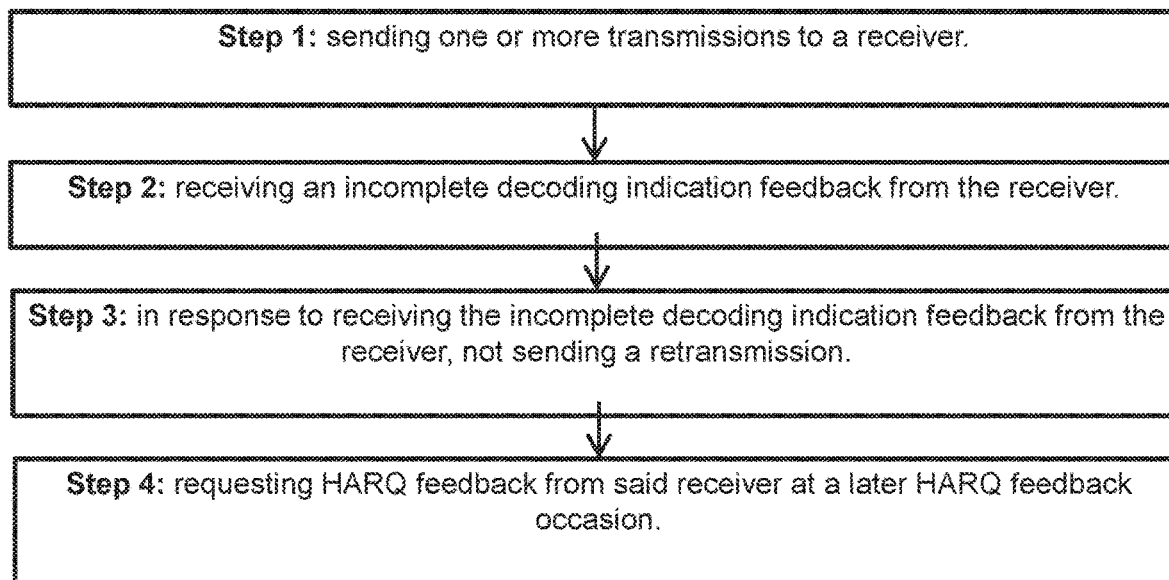 Step 1: sending one or more transmissions to a receiver.
Step 2: receiving an incomplete decoding indication feedback from the receiver.
Step 3: in response to receiving the incomplete decoding indication feedback from the
receiver, not sending a retransmission.
Step 4: requesting HARQ feedback from said receiver at a later HARQ feedback
occasion.